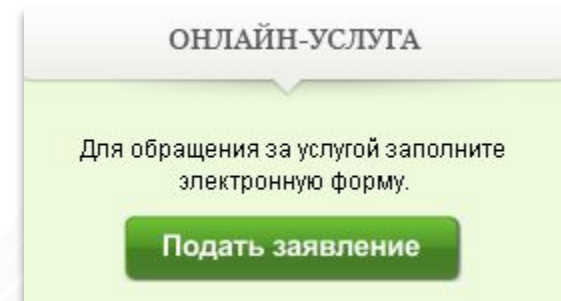 ОНЛАЙН-УСЛУГА
Для обращения за услугой заполните
электронную форму.
Подать заявление